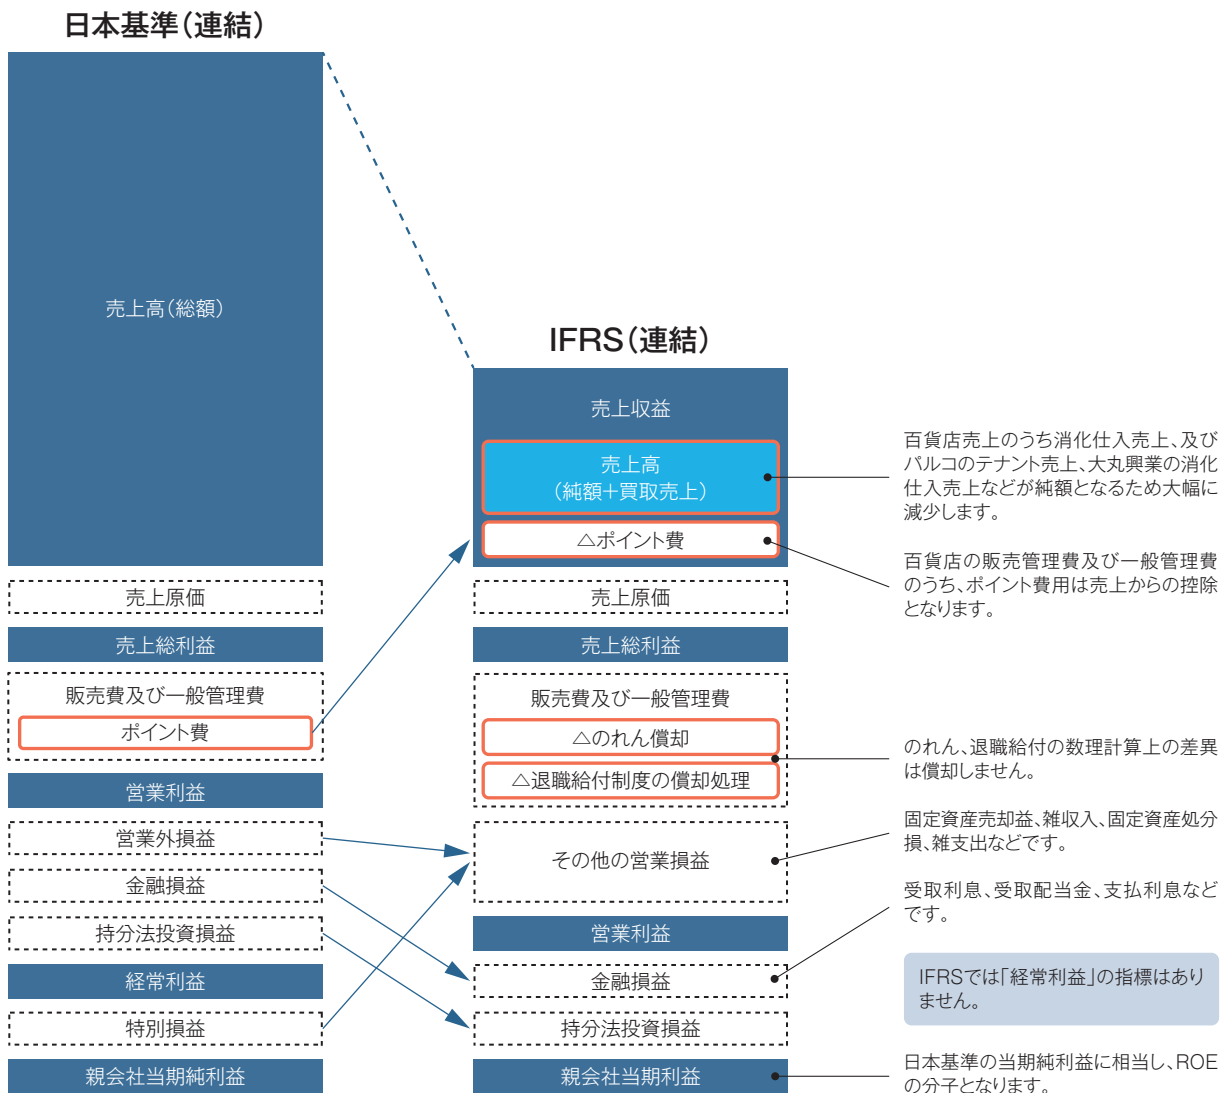 日本基準（連結）
売上高（総額）
売上原価
売上総利益
販売費及び一般管理費
ポイント費
営業利益
営業外損益
金融損益
持分法投資損益
経常利益
特別損益
親会社当期純利益
IFRS（連結）
売上収益
売上高
（純額＋買取売上）
△ポイント費
売上原価
売上総利益
販売費及び一般管理費
△のれん償却
△退職給付制度の償却処理
その他の営業損益
営業利益
金融損益
持分法投資損益
親会社当期利益
百貨店売上のうち消化仕入売上、及び
パルコのテナント売上、大丸興業の消化
仕入売上などが純額となるため大幅に
減少します。
百貨店の販売管理費及び一般管理費
のうち、ポイント費用は売上からの控除
となります。
のれん、退職給付の数理計算上の差異
は償却しません。
固定資産売却益、雑収入、固定資産処分
損、雑支出などです。
受取利息、受取配当金、支払利息など
です。
IFRSでは「経常利益」の指標はあり
ません。
日本基準の当期純利益に相当し、ROE
の分子となります。